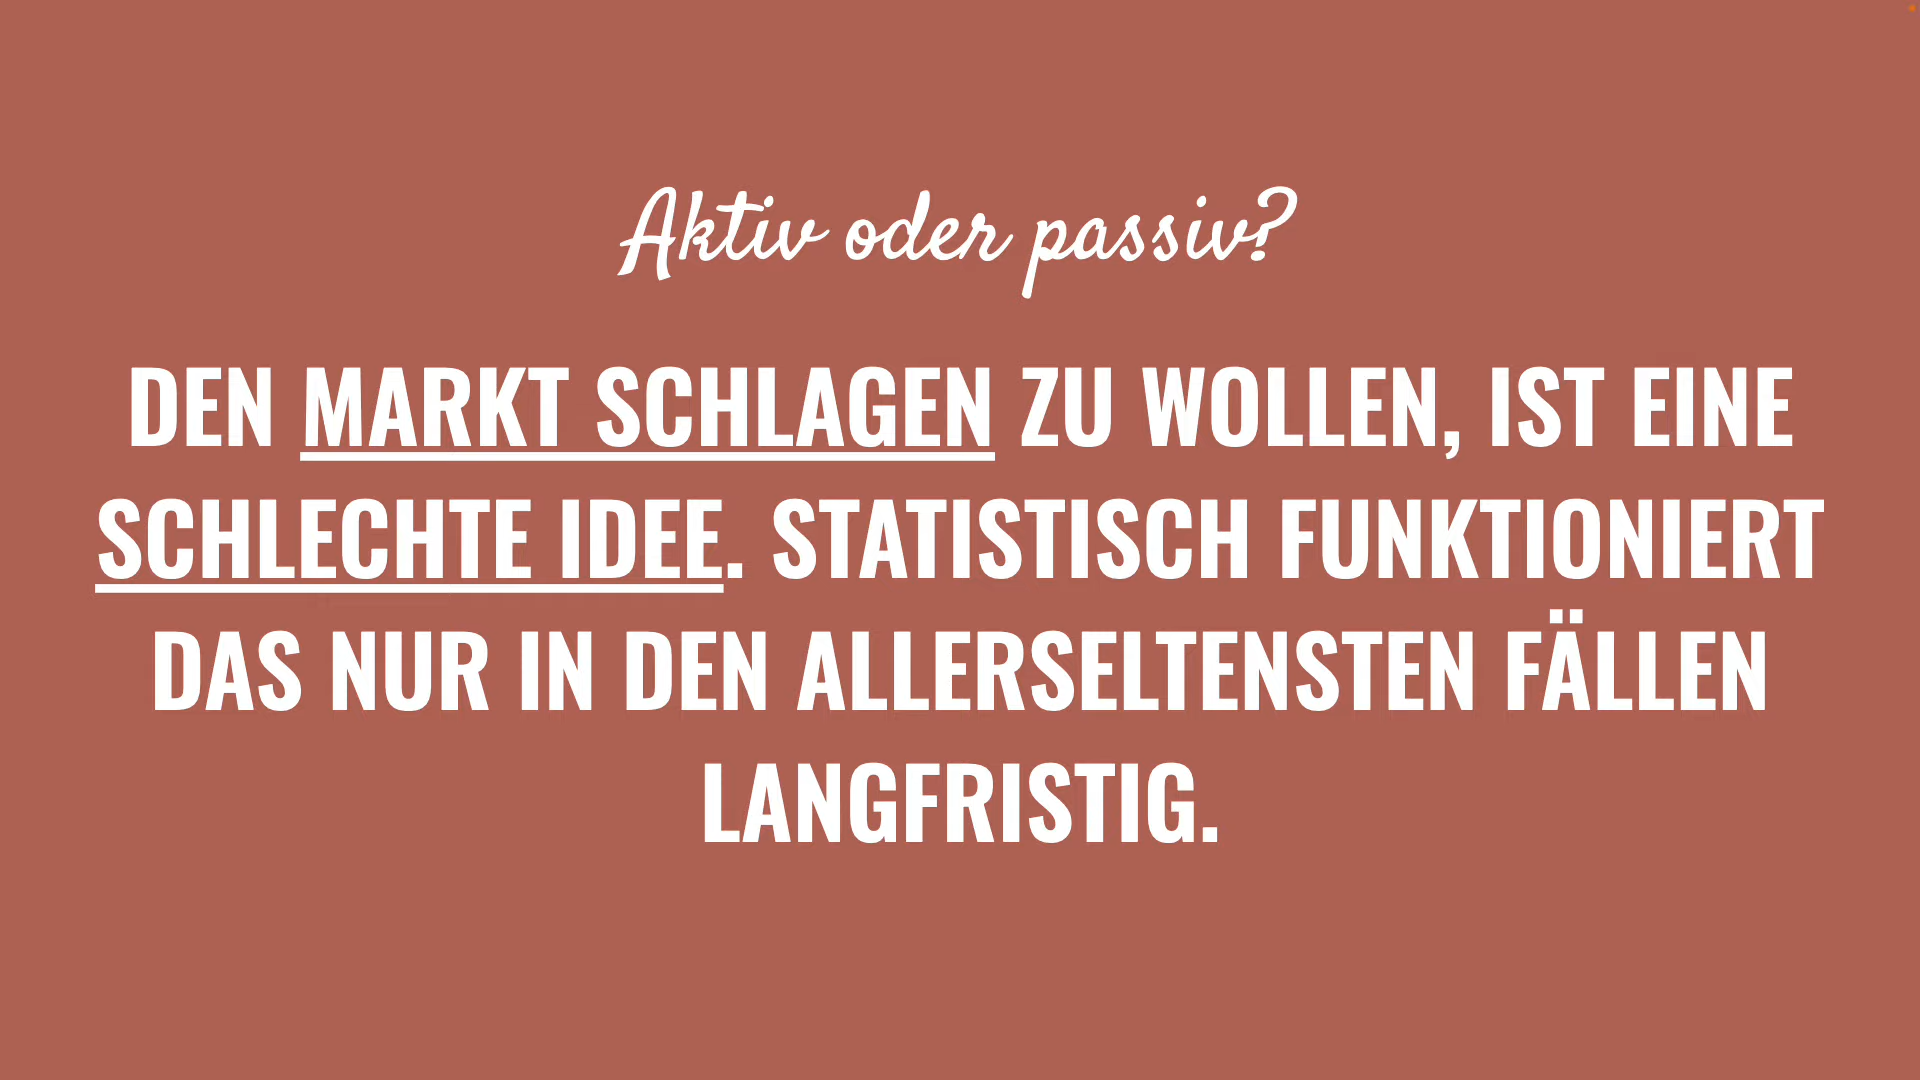 Aktiv oder passiv?
DEN MARKT SCHLAGEN ZU WOLLEN, IST EINE
SCHLECHTE IDEE. STATISTISCH FUNKTIONIERT
DAS NUR IN DEN ALLERSELTENSTEN FÄLLEN
LANGFRISTIG.